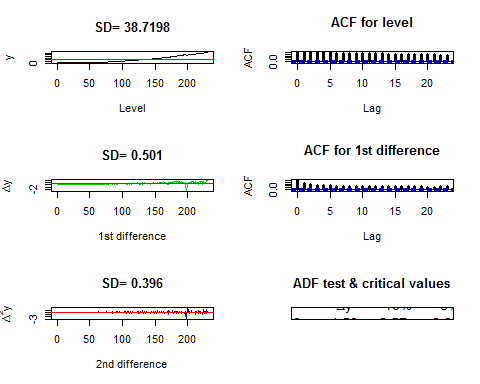 SD= 38.7198
ACF for level
y
0
0 50 100 150 200
Level
ACF
0.0
0 5 10 15 20
Lag
SD= 0.501
ACF for 1st difference
Δy
-2
0 50 100 150 200
1st difference
ACF
0.0
0 5 10 15 20
Lag
SD= 0.396
ADF test & critical values
Δ²y
-3
0 50 100 150 200
2nd difference